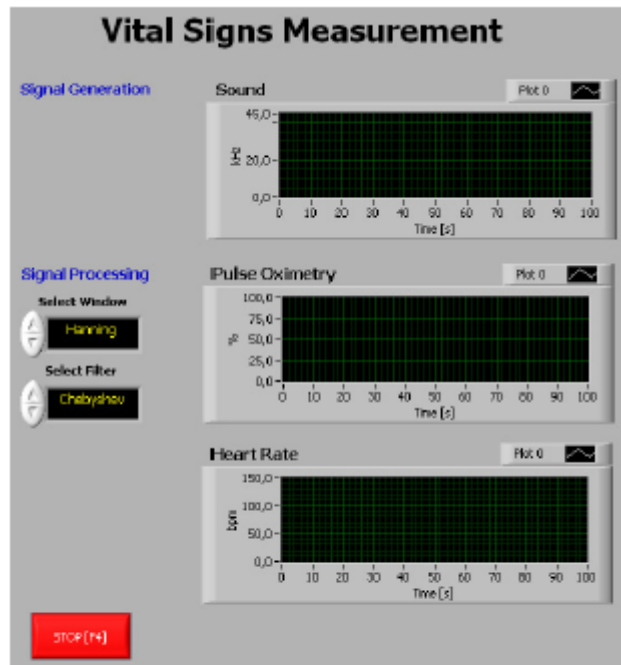 Vital Signs Measurement
Signal Generation
Sound
Plot 0
45,0
20,0
0,0
kHz
0 10 20 30 40 50 60 70 80 90 100
Time [s]
Signal Processing
Select Window
Hanning
Select Filter
Chebyshev
Pulse Oximetry
Plot 0
100,0
75,0
50,0
25,0
0,0
%
0 10 20 30 40 50 60 70 80 90 100
Time [s]
Heart Rate
Plot 0
150,0
100,0
50,0
0,0
bpm
0 10 20 30 40 50 60 70 80 90 100
Time [s]
STOP [F4]